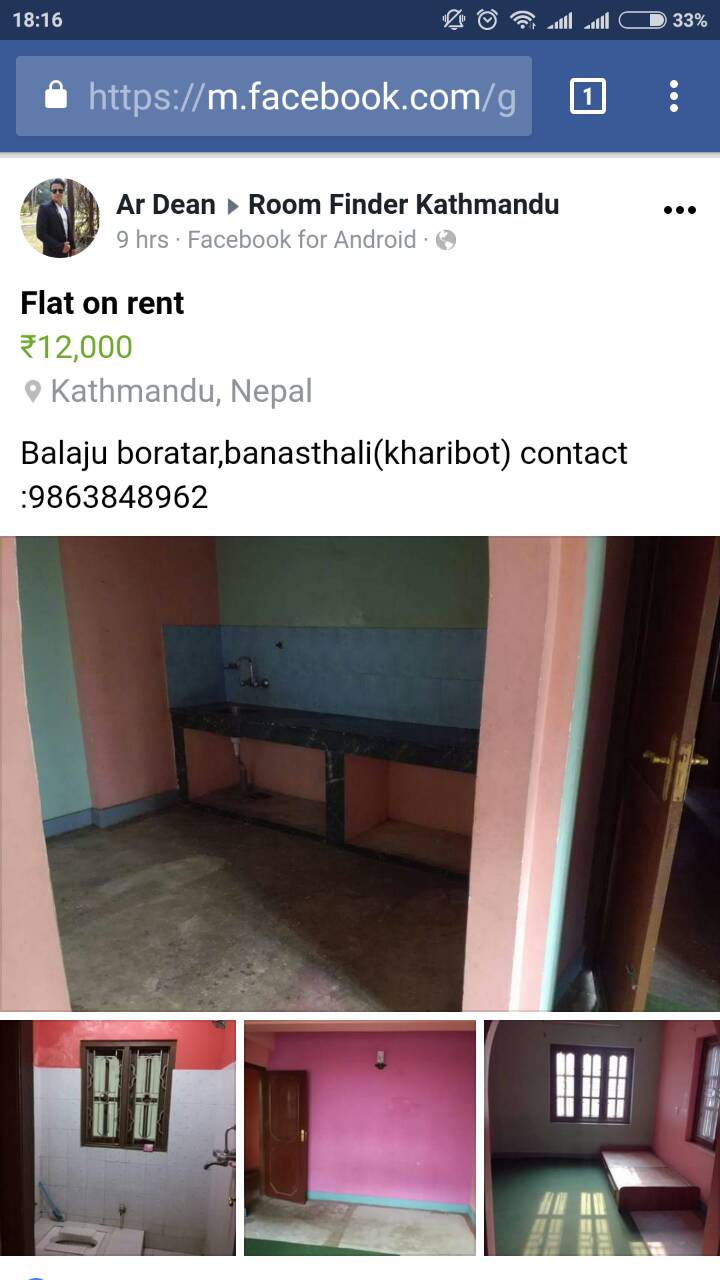 18:16
33%
https://m.facebook.com/g
1
Ar Dean ▸ Room Finder Kathmandu
9 hrs · Facebook for Android ·
Flat on rent
₹12,000
Kathmandu, Nepal
Balaju boratar,banasthali(kharibot) contact
:9863848962